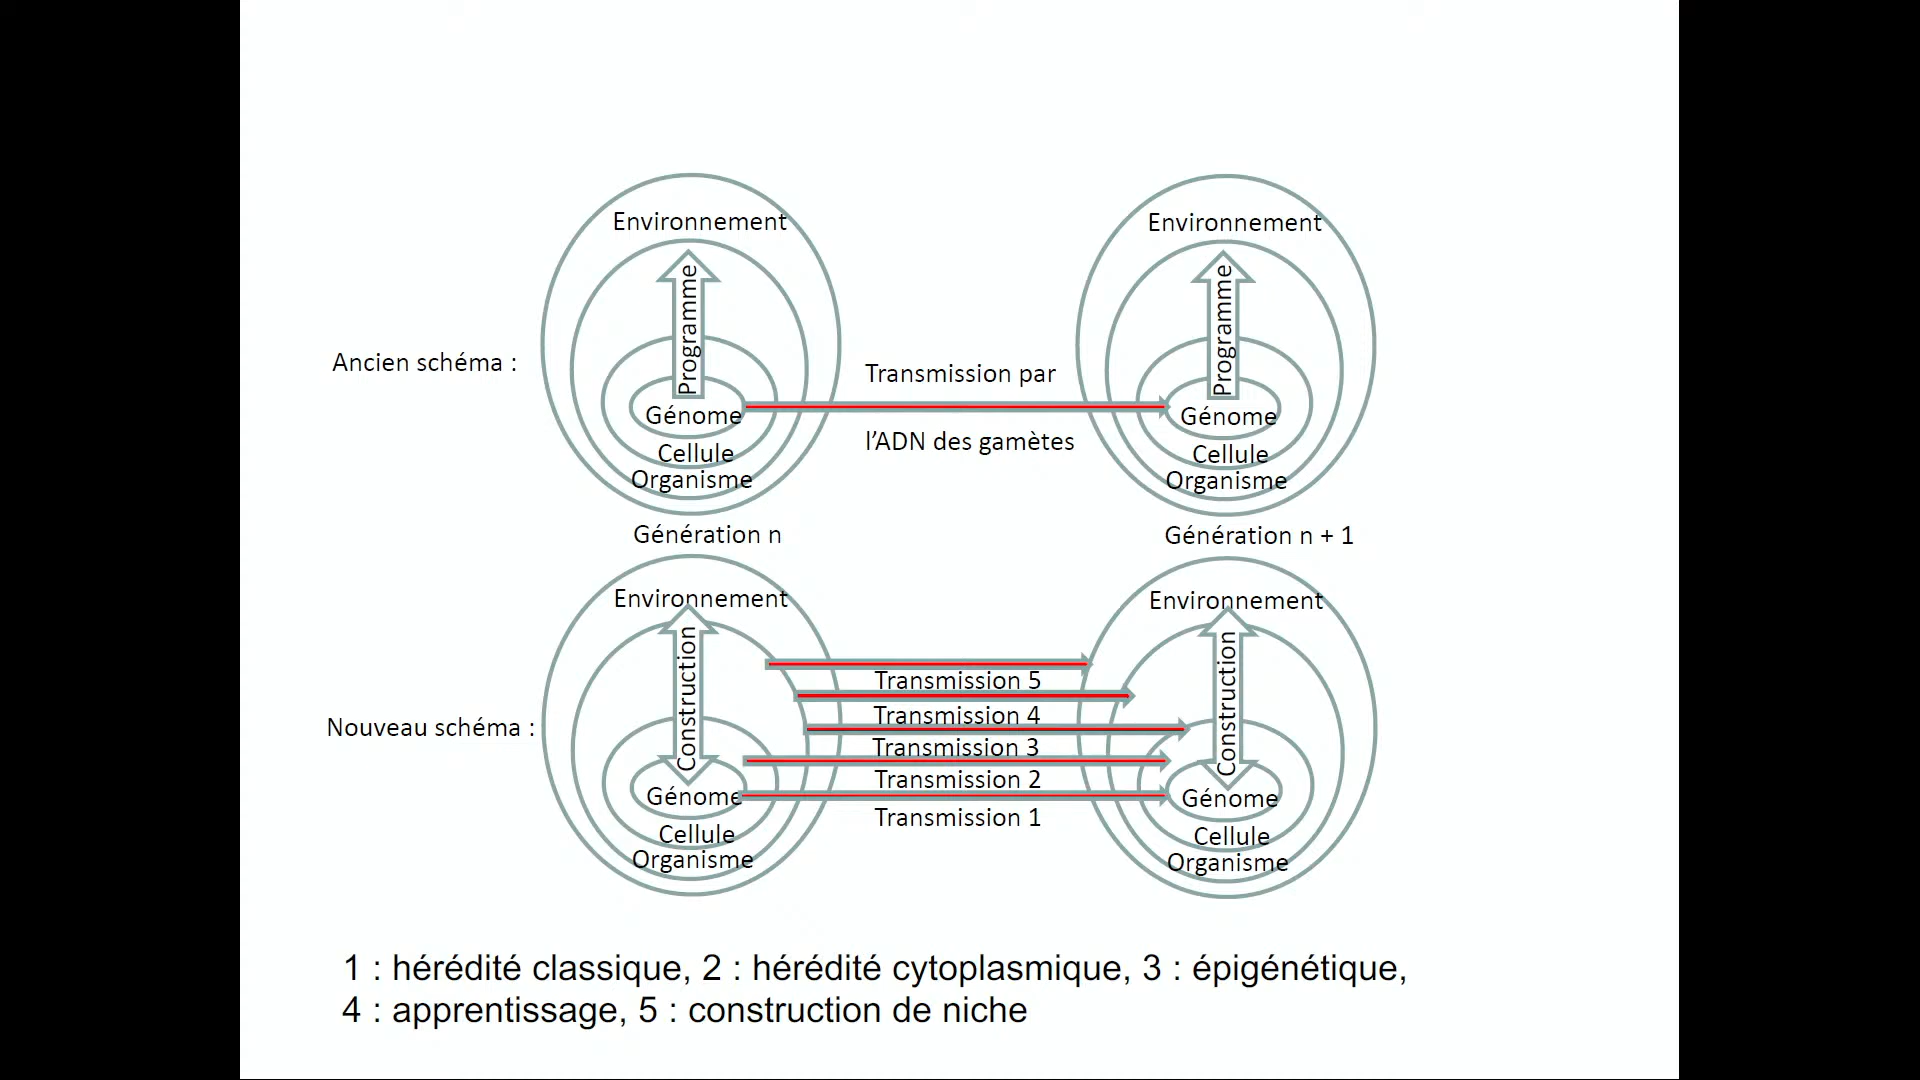 Environnement
Environnement
Programme
Programme
Ancien schéma :
Transmission par
Génome
Génome
l’ADN des gamètes
Cellule
Cellule
Organisme
Organisme
Génération n
Génération n + 1
Environnement
Environnement
Construction
Construction
Transmission 5
Transmission 4
Nouveau schéma :
Transmission 3
Transmission 2
Génome
Génome
Transmission 1
Cellule
Cellule
Organisme
Organisme
1 : hérédité classique, 2 : hérédité cytoplasmique, 3 : épigénétique,
4 : apprentissage, 5 : construction de niche